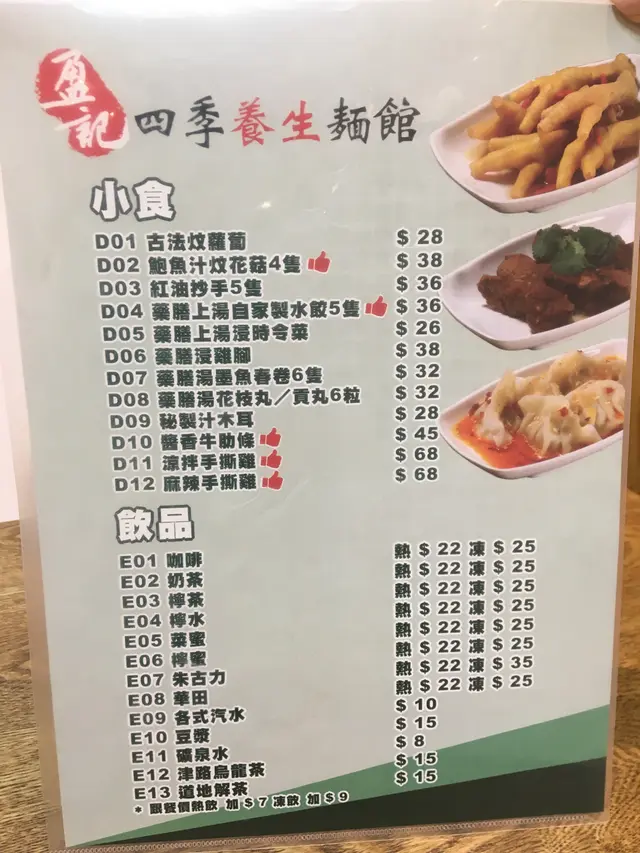 盈記 四季養生麵館
小食
D01 古法炆蘿蔔 $ 28
D02 鮑魚汁炆花菇4隻 $ 38
D03 紅油抄手5隻 $ 36
D04 藥膳上湯自家製水餃5隻 $ 36
D05 藥膳上湯浸時令菜 $ 26
D06 藥膳浸雞腳 $ 38
D07 藥膳湯墨魚春卷6隻 $ 32
D08 藥膳湯花枝丸／貢丸6粒 $ 32
D09 秘製汁木耳 $ 28
D10 醬香牛助條 $ 45
D11 涼拌手撕雞 $ 68
D12 麻辣手撕雞 $ 68
飲品
E01 咖啡 熱 $ 22 凍 $ 25
E02 奶茶 熱 $ 22 凍 $ 25
E03 檸茶 熱 $ 22 凍 $ 25
E04 檸水 熱 $ 22 凍 $ 25
E05 菜蜜 熱 $ 22 凍 $ 25
E06 檸蜜 熱 $ 22 凍 $ 25
E07 朱古力 熱 $ 22 凍 $ 35
E08 華田 熱 $ 22 凍 $ 25
E09 各式汽水 $ 10
E10 豆漿 $ 15
E11 礦泉水 $ 8
E12 津路烏龍茶 $ 15
E13 道地解茶 $ 15
* 跟餐價熱飲 加 $ 7 凍飲 加 $ 9